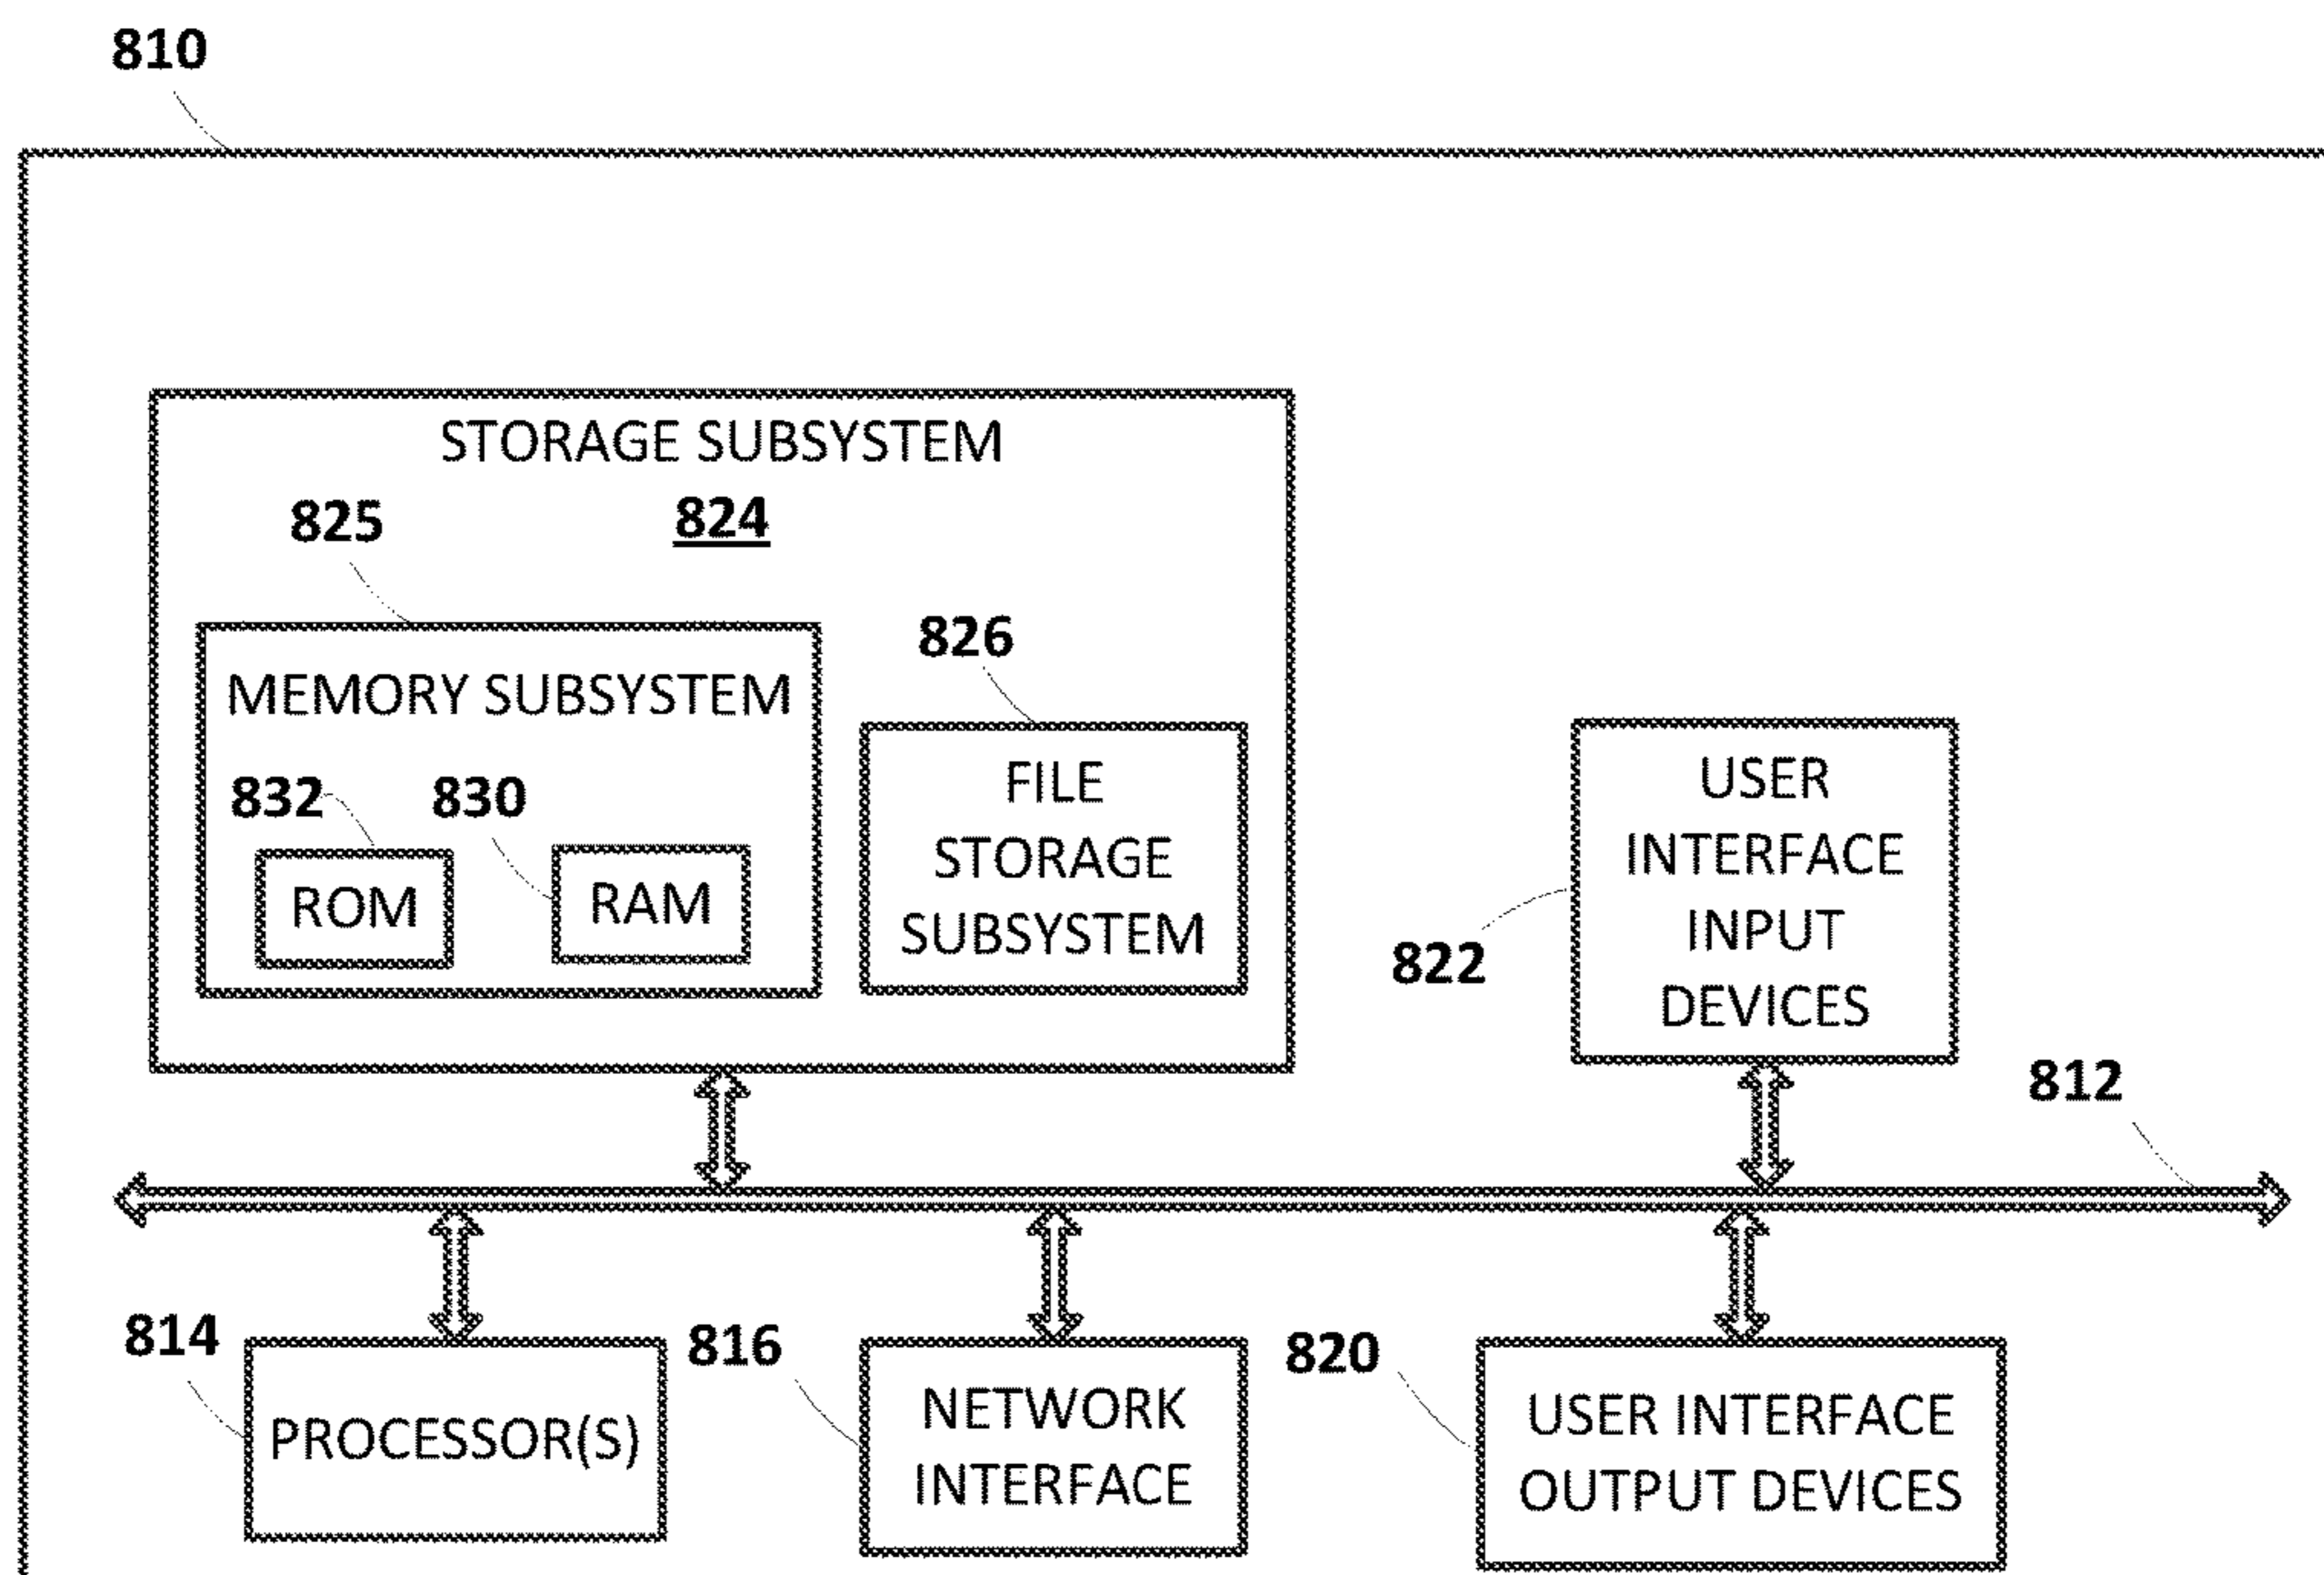 810
STORAGE SUBSYSTEM
824
825
MEMORY SUBSYSTEM
832
830
ROM
RAM
826
FILE
STORAGE
SUBSYSTEM
USER
INTERFACE
INPUT
DEVICES
822
812
814
PROCESSOR(S)
816
NETWORK
INTERFACE
820
USER INTERFACE
OUTPUT DEVICES